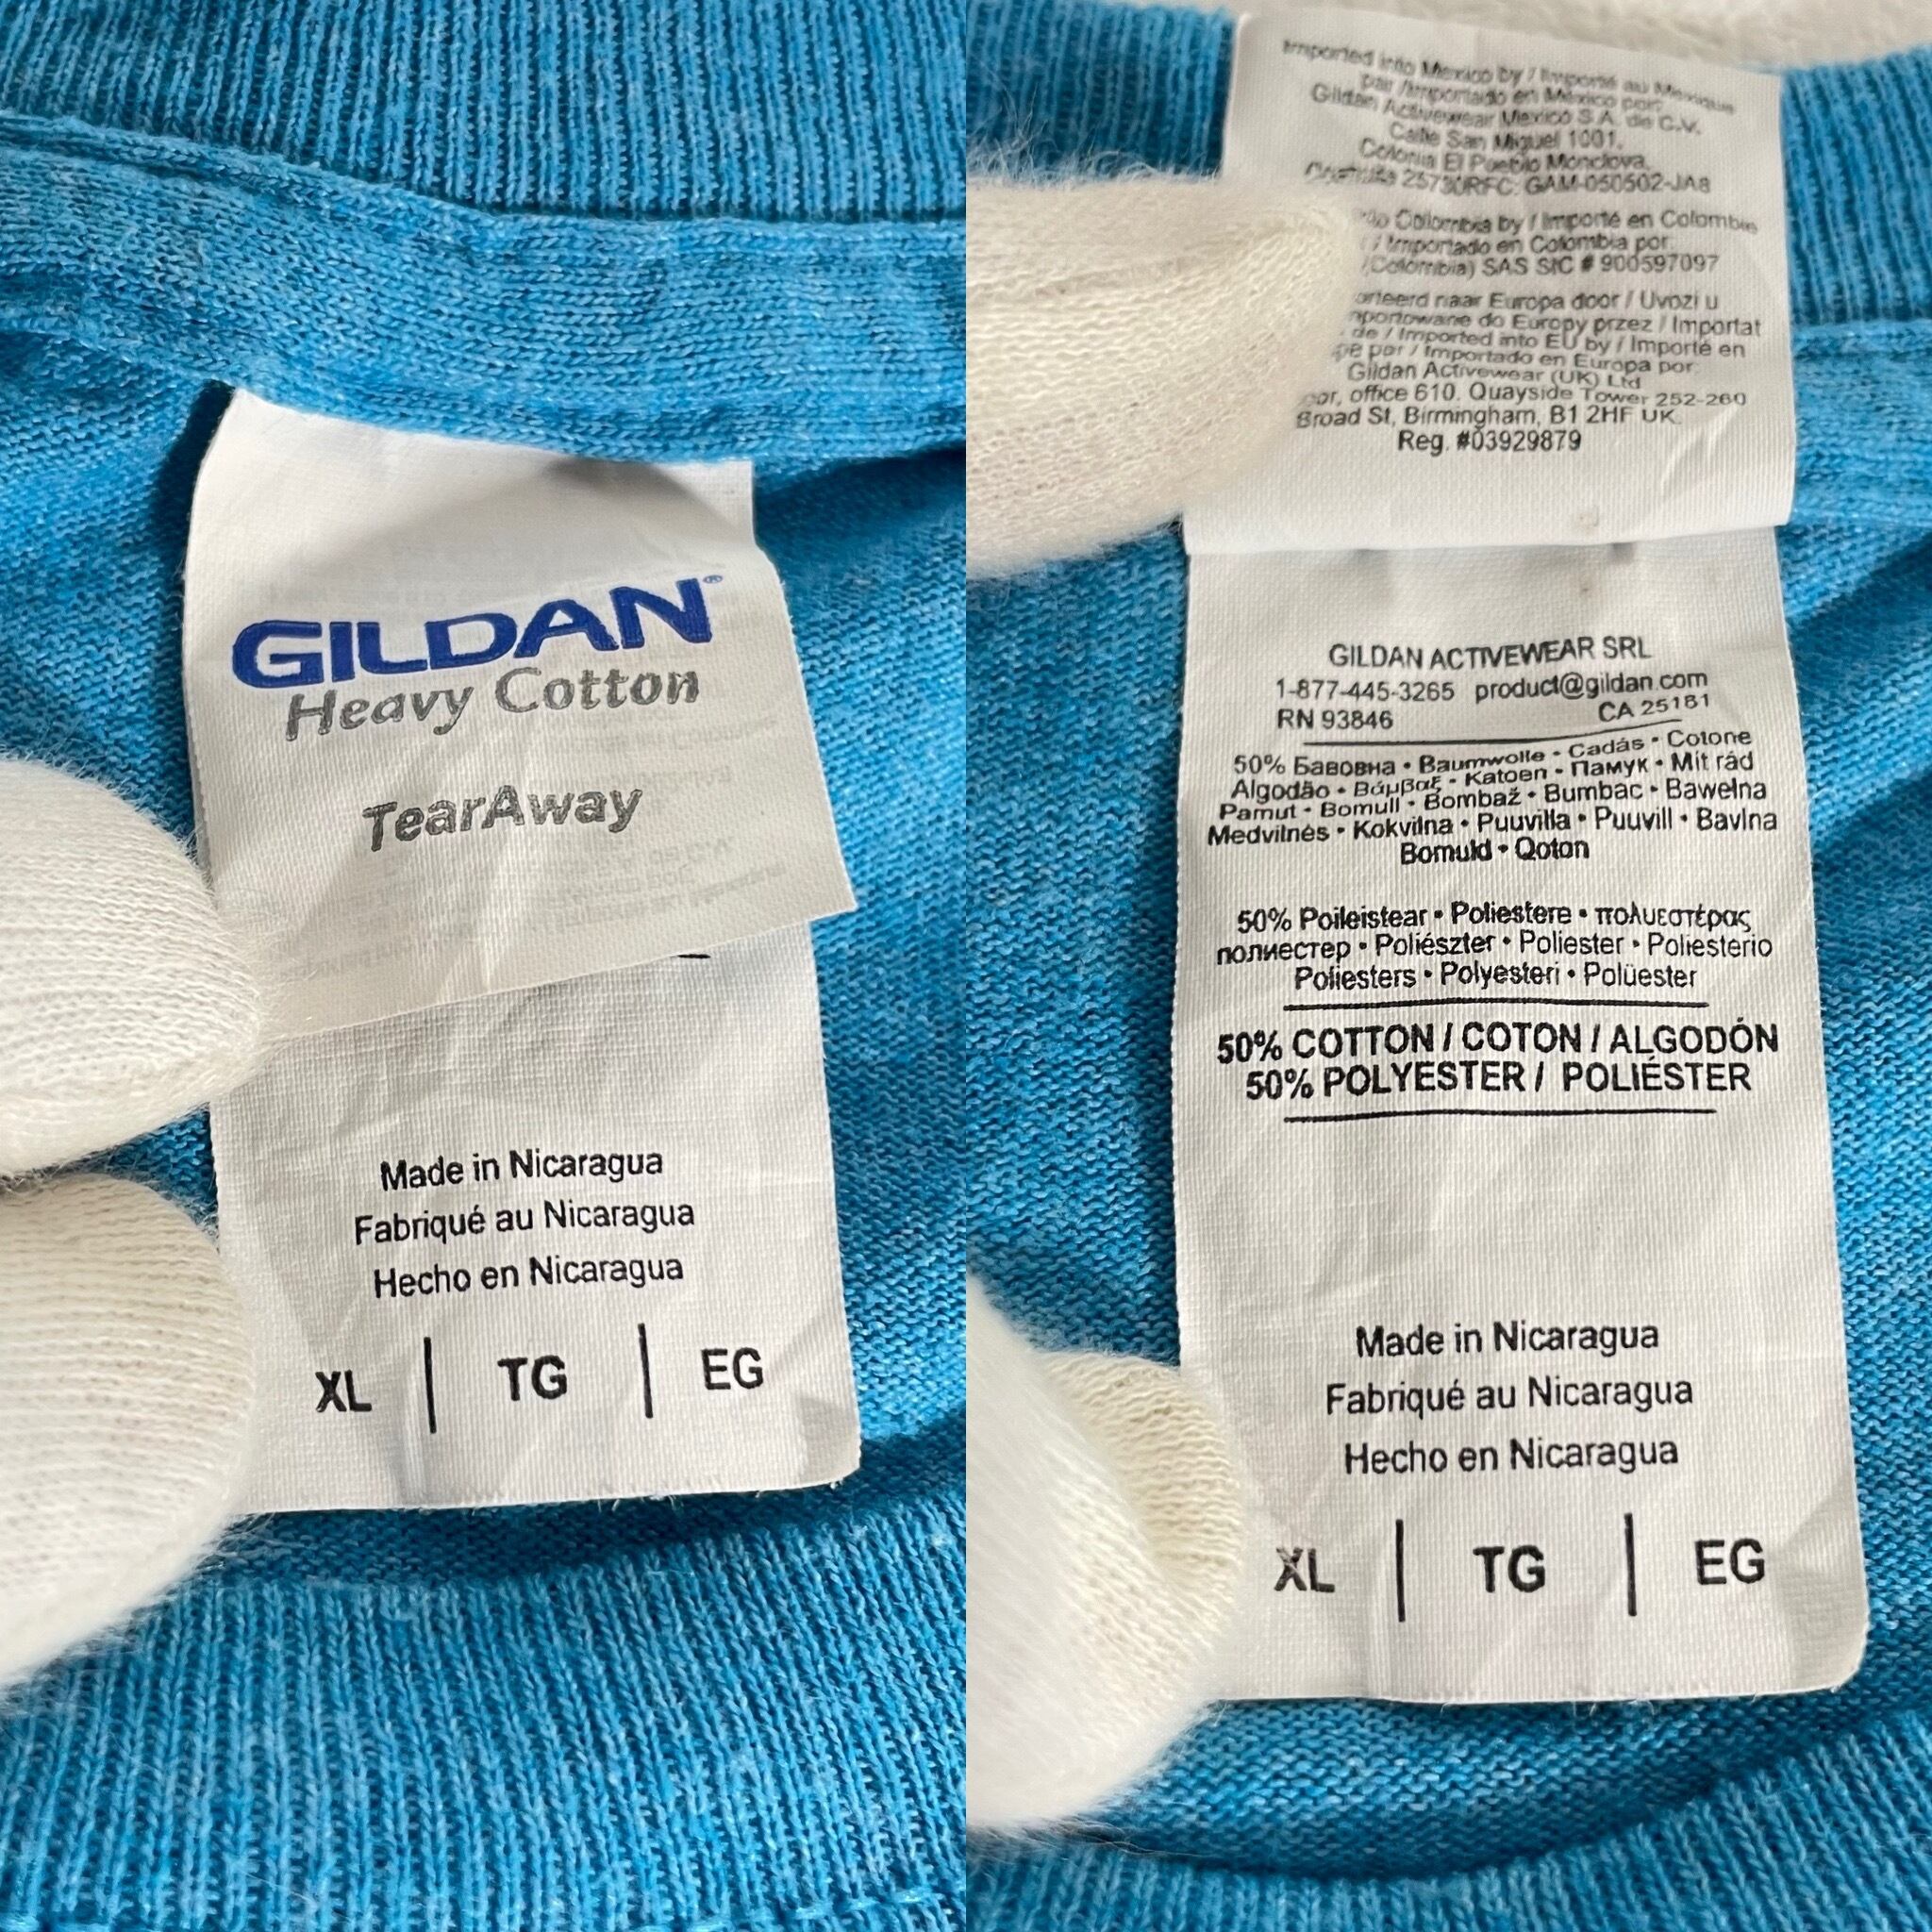 GILDAN®
Heavy Cotton
TearAway
Made in Nicaragua
Fabriqué au Nicaragua
Hecho en Nicaragua
XL | TG | EG
Imported into Mexico by / Importé au Mexique
par / Importado en México por:
Gildan Activewear Mexico S.A. de C.V.
Calle San Miguel 1001,
Colonia El Pueblo Monclova,
25730RFC: GAM-050502-JA8
Colombia by / Importé en Colombie
/ Importado en Colombia por:
(Colombia) SAS SIC # 900597097
naar Europa door / Uvozi u
do Europy przez / Importat
de / Imported into EU by / Importé en
par / Importado en Europa por:
Gildan Activewear (UK) Ltd
office 610. Quayside Tower 252-260
Broad St, Birmingham, B1 2HF UK.
Reg. #03929879
GILDAN ACTIVEWEAR SRL
1-877-445-3265 product@gildan.com
RN 93846 CA 25181
50% Бавовна • Baumwolle • Cadás • Cotone
Algodão • Βάμβαξ • Katoen • Памук • Mit rád
Pamut • Bomull • Bombaž • Bumbac • Bawełna
Medvilnės • Kokvilna • Puuvilla • Puuvill • Bavlna
Bomuld • Qoton
50% Poileistear • Poliestere • πολυεστέρας
полиестер • Poliészter • Poliester • Poliesterio
Poliesters • Polyesteri • Polüester
50% COTTON / COTON / ALGODÓN
50% POLYESTER / POLIÉSTER
Made in Nicaragua
Fabriqué au Nicaragua
Hecho en Nicaragua
XL | TG | EG